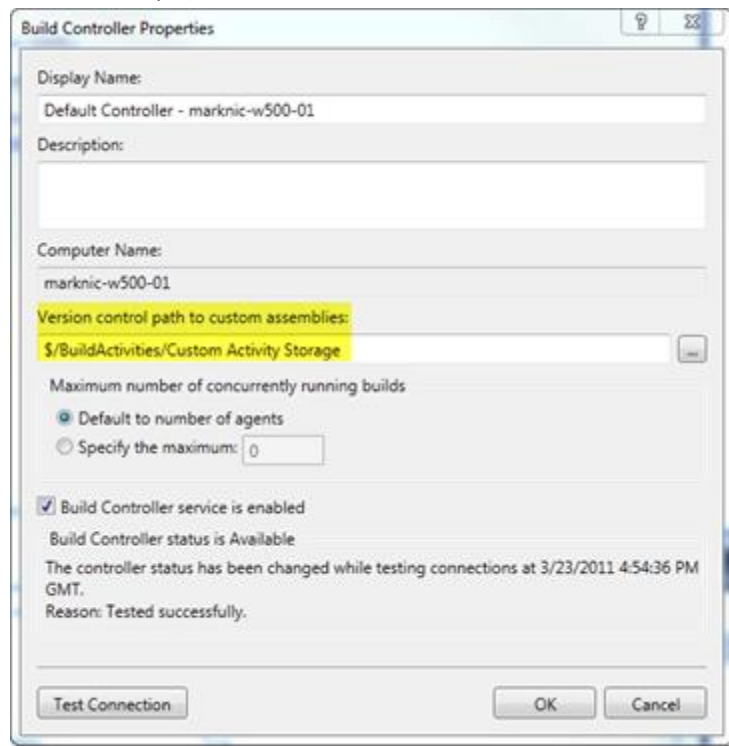 Build Controller Properties
Display Name:
Default Controller - marknic-w500-01
Description:
Computer Name:
marknic-w500-01
Version control path to custom assemblies:
$/BuildActivities/Custom Activity Storage
...
Maximum number of concurrently running builds
Default to number of agents
Specify the maximum: 0
Build Controller service is enabled
Build Controller status is Available
The controller status has been changed while testing connections at 3/23/2011 4:54:36 PM
GMT.
Reason: Tested successfully.
Test Connection OK Cancel